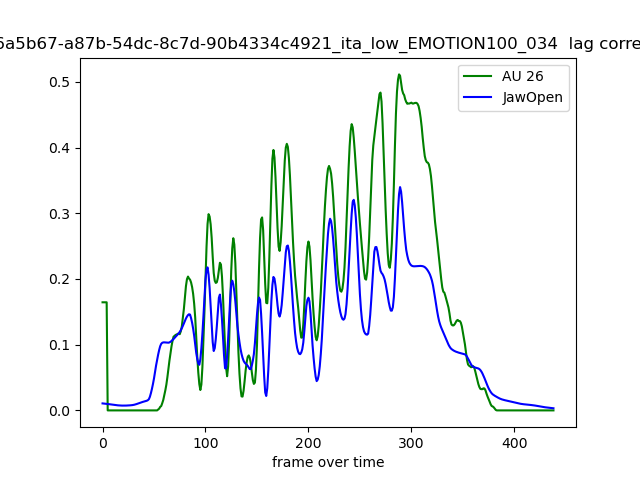 6a5b67-a87b-54dc-8c7d-90b4334c4921_ita_low_EMOTION100_034 lag corre
AU 26
JawOpen
0.5
0.4
0.3
0.2
0.1
0.0
0 100 200 300 400
frame over time